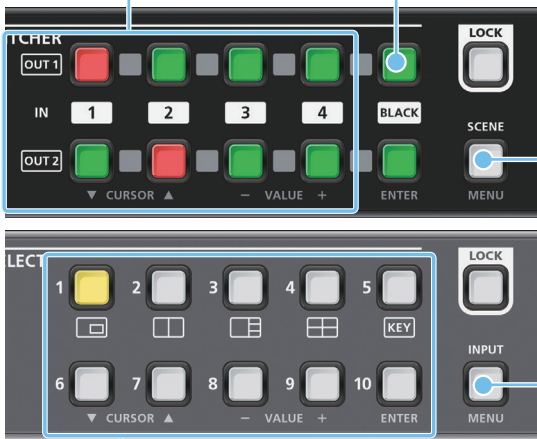 TCHER
LOCK
OUT 1
IN 1 2 3 4 BLACK
SCENE
OUT 2
▼ CURSOR ▲ − VALUE + ENTER MENU
LECT
LOCK
1 2 3 4 5
KEY
INPUT
6 7 8 9 10
▼ CURSOR ▲ − VALUE + ENTER MENU